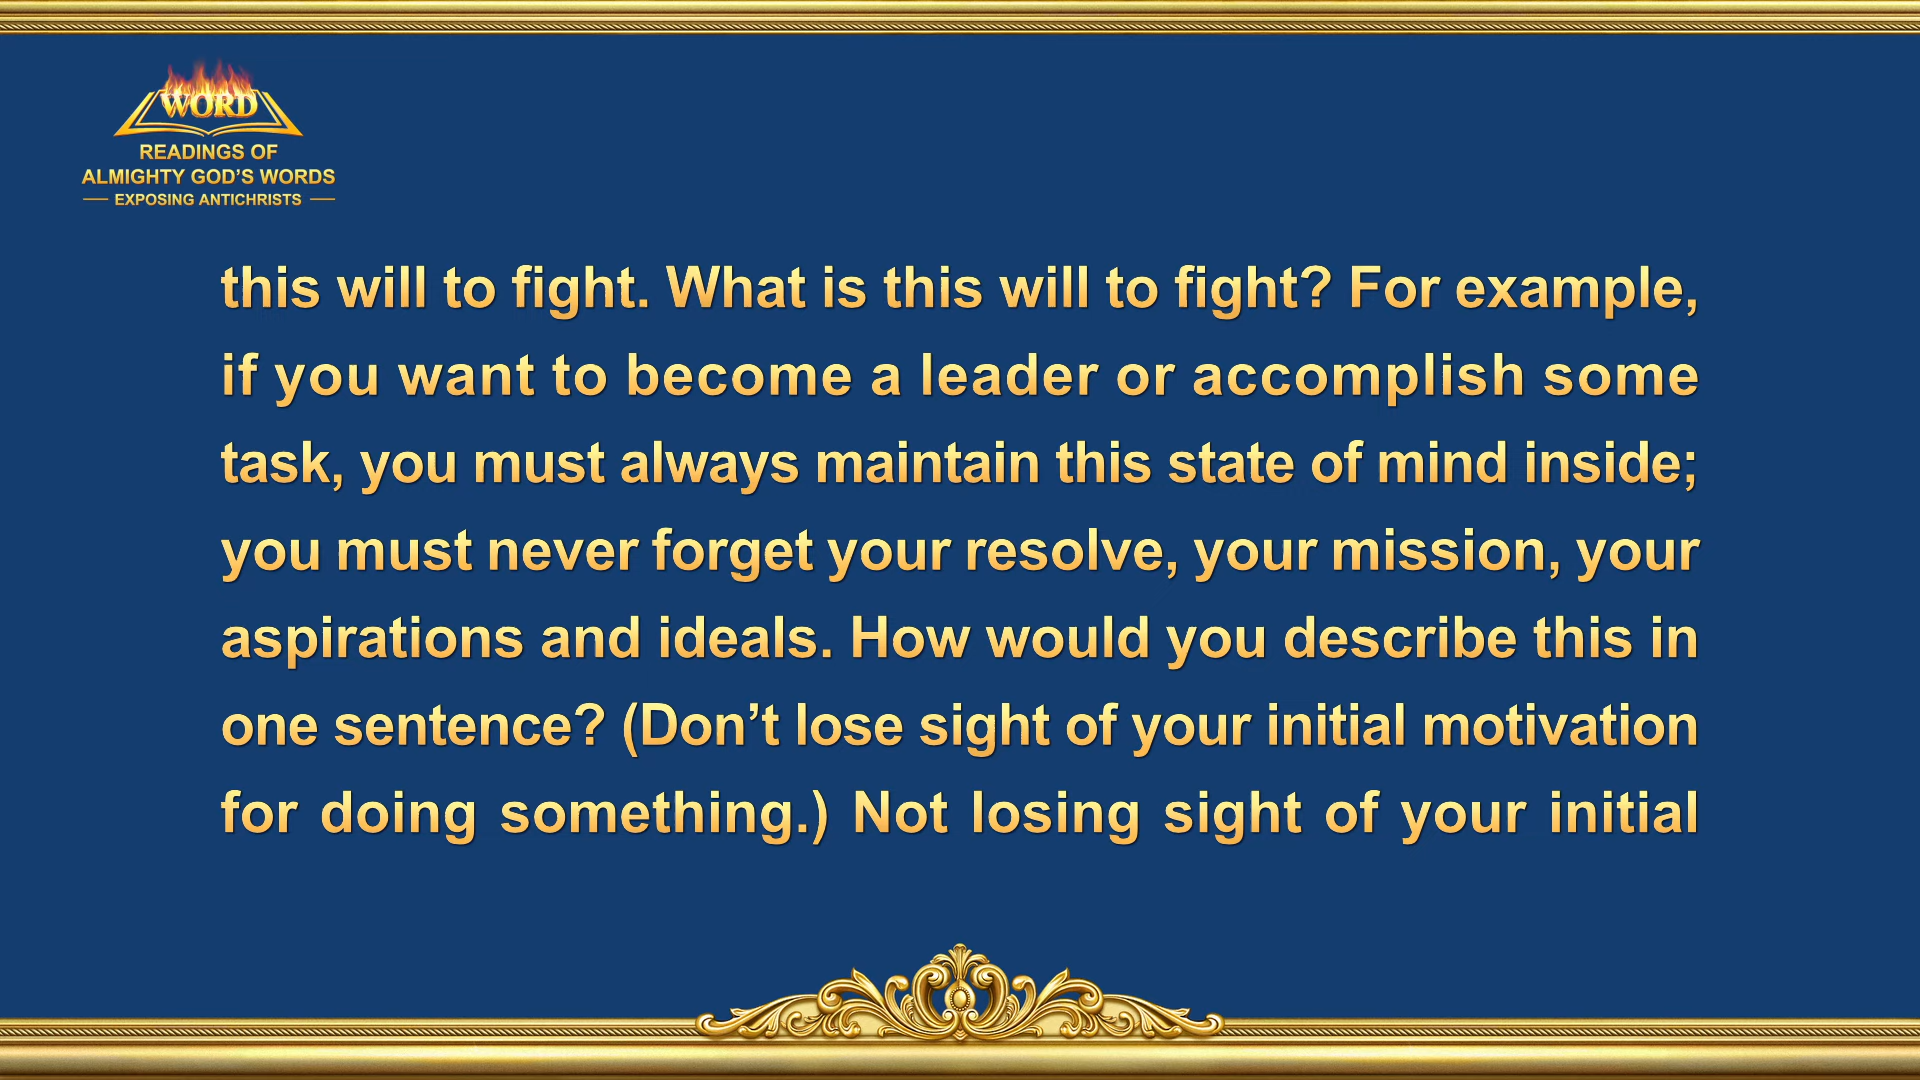 WORD
READINGS OF
ALMIGHTY GOD’S WORDS
EXPOSING ANTICHRISTS
this will to fight. What is this will to fight? For example,
if you want to become a leader or accomplish some
task, you must always maintain this state of mind inside;
you must never forget your resolve, your mission, your
aspirations and ideals. How would you describe this in
one sentence? (Don’t lose sight of your initial motivation
for doing something.) Not losing sight of your initial